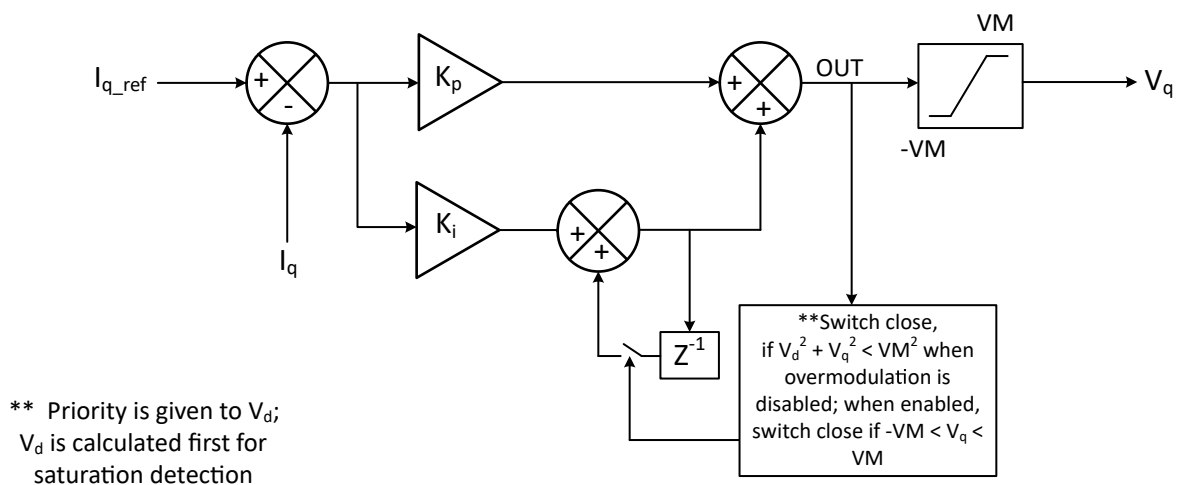 VM
I_{q_ref}
+
-
K_p
+
+
OUT
V_q
-VM
K_i
+
+
I_q
Z^{-1}
**Switch close,
if V_d^2 + V_q^2 < VM^2 when
overmodulation is
disabled; when enabled,
switch close if -VM < V_q <
VM
** Priority is given to V_d;
V_d is calculated first for
saturation detection